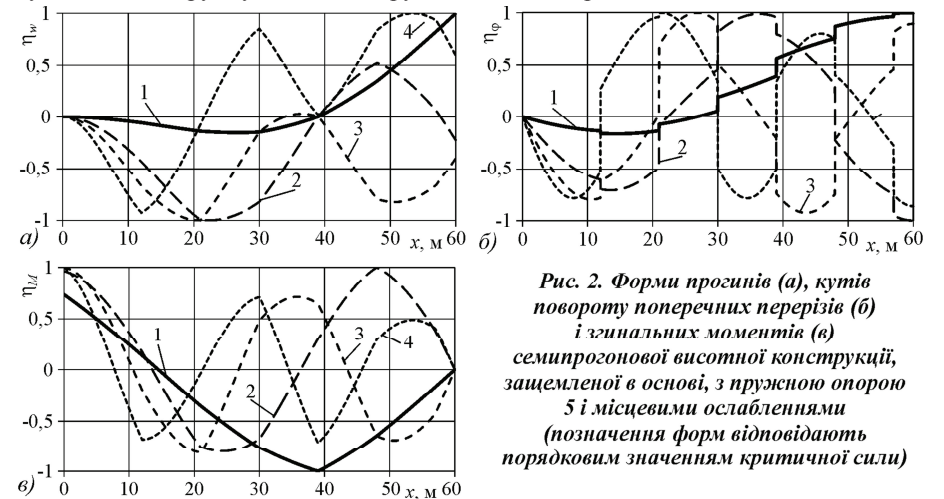 1
0,5
0
-0,5
-1
η_w
1
2
3
4
0 10 20 30 40 50 60
x, м
а)
1
0,5
0
-0,5
-1
η_φ
1
2
3
0 10 20 30 40 50 60
x, м
б)
1
0,5
0
-0,5
-1
η_M
1
2
3
4
0 10 20 30 40 50 60
x, м
в)
Рис. 2. Форми прогинів (а), кутів
повороту поперечних перерізів (б)
і згинальних моментів (в)
семипрогонової висотної конструкції,
защемленої в основі, з пружною опорою
5 і місцевими ослабленнями
(позначення форм відповідають
порядковим значенням критичної сили)